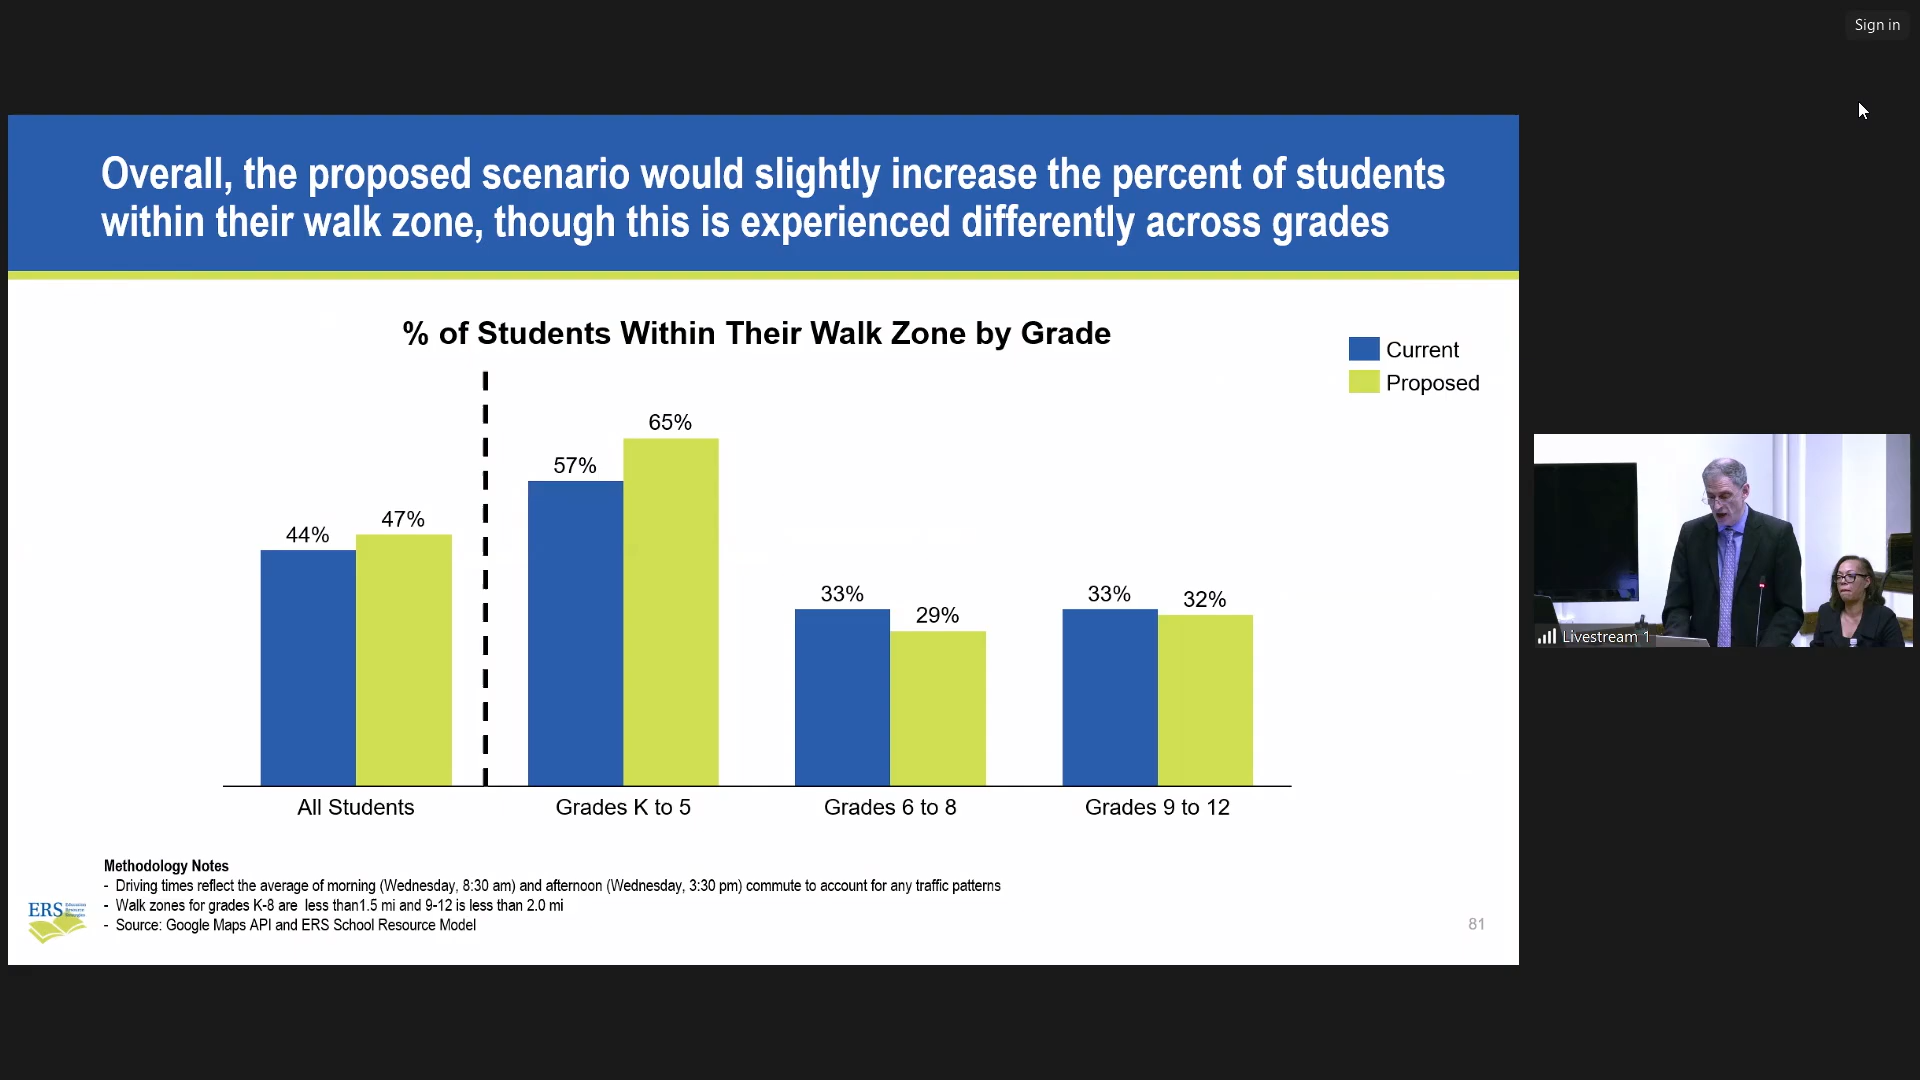 Sign in
Overall, the proposed scenario would slightly increase the percent of students
within their walk zone, though this is experienced differently across grades
% of Students Within Their Walk Zone by Grade
Current
Proposed
65%
57%
47%
44%
33%
29%
33%
32%
All Students
Grades K to 5
Grades 6 to 8
Grades 9 to 12
Livestream 1
Methodology Notes
- Driving times reflect the average of morning (Wednesday, 8:30 am) and afternoon (Wednesday, 3:30 pm) commute to account for any traffic patterns
- Walk zones for grades K-8 are less than1.5 mi and 9-12 is less than 2.0 mi
- Source: Google Maps API and ERS School Resource Model
ERS
81